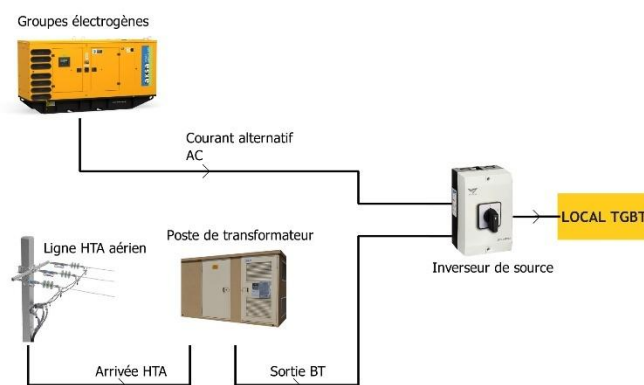 Groupes électrogènes
aksa
Courant alternatif
AC
LOCAL TGBT
Ligne HTA aérien
Poste de transformateur
Inverseur de source
Arrivée HTA
Sortie BT